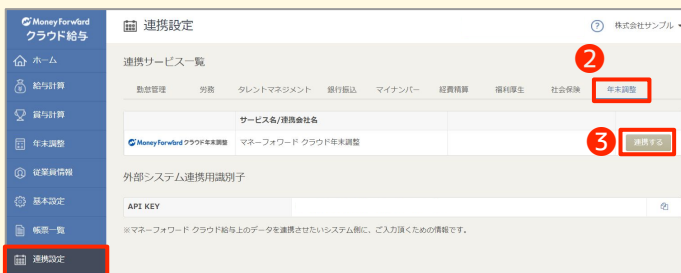 Money Forward
クラウド給与
ホーム
給与計算
賞与計算
年末調整
従業員情報
基本設定
帳票一覧
連携設定
連携設定
? 株式会社サンプル
連携サービス一覧
2
勤怠管理 労務 タレントマネジメント 銀行振込 マイナンバー 経費精算 福利厚生 社会保険 年末調整
サービス名/連携会社名
Money Forward クラウド年末調整 マネーフォワード クラウド年末調整 3 連携する
外部システム連携用識別子
API KEY
※マネーフォワード クラウド給与上のデータを連携させたいシステム側に、ご入力頂くための情報です。